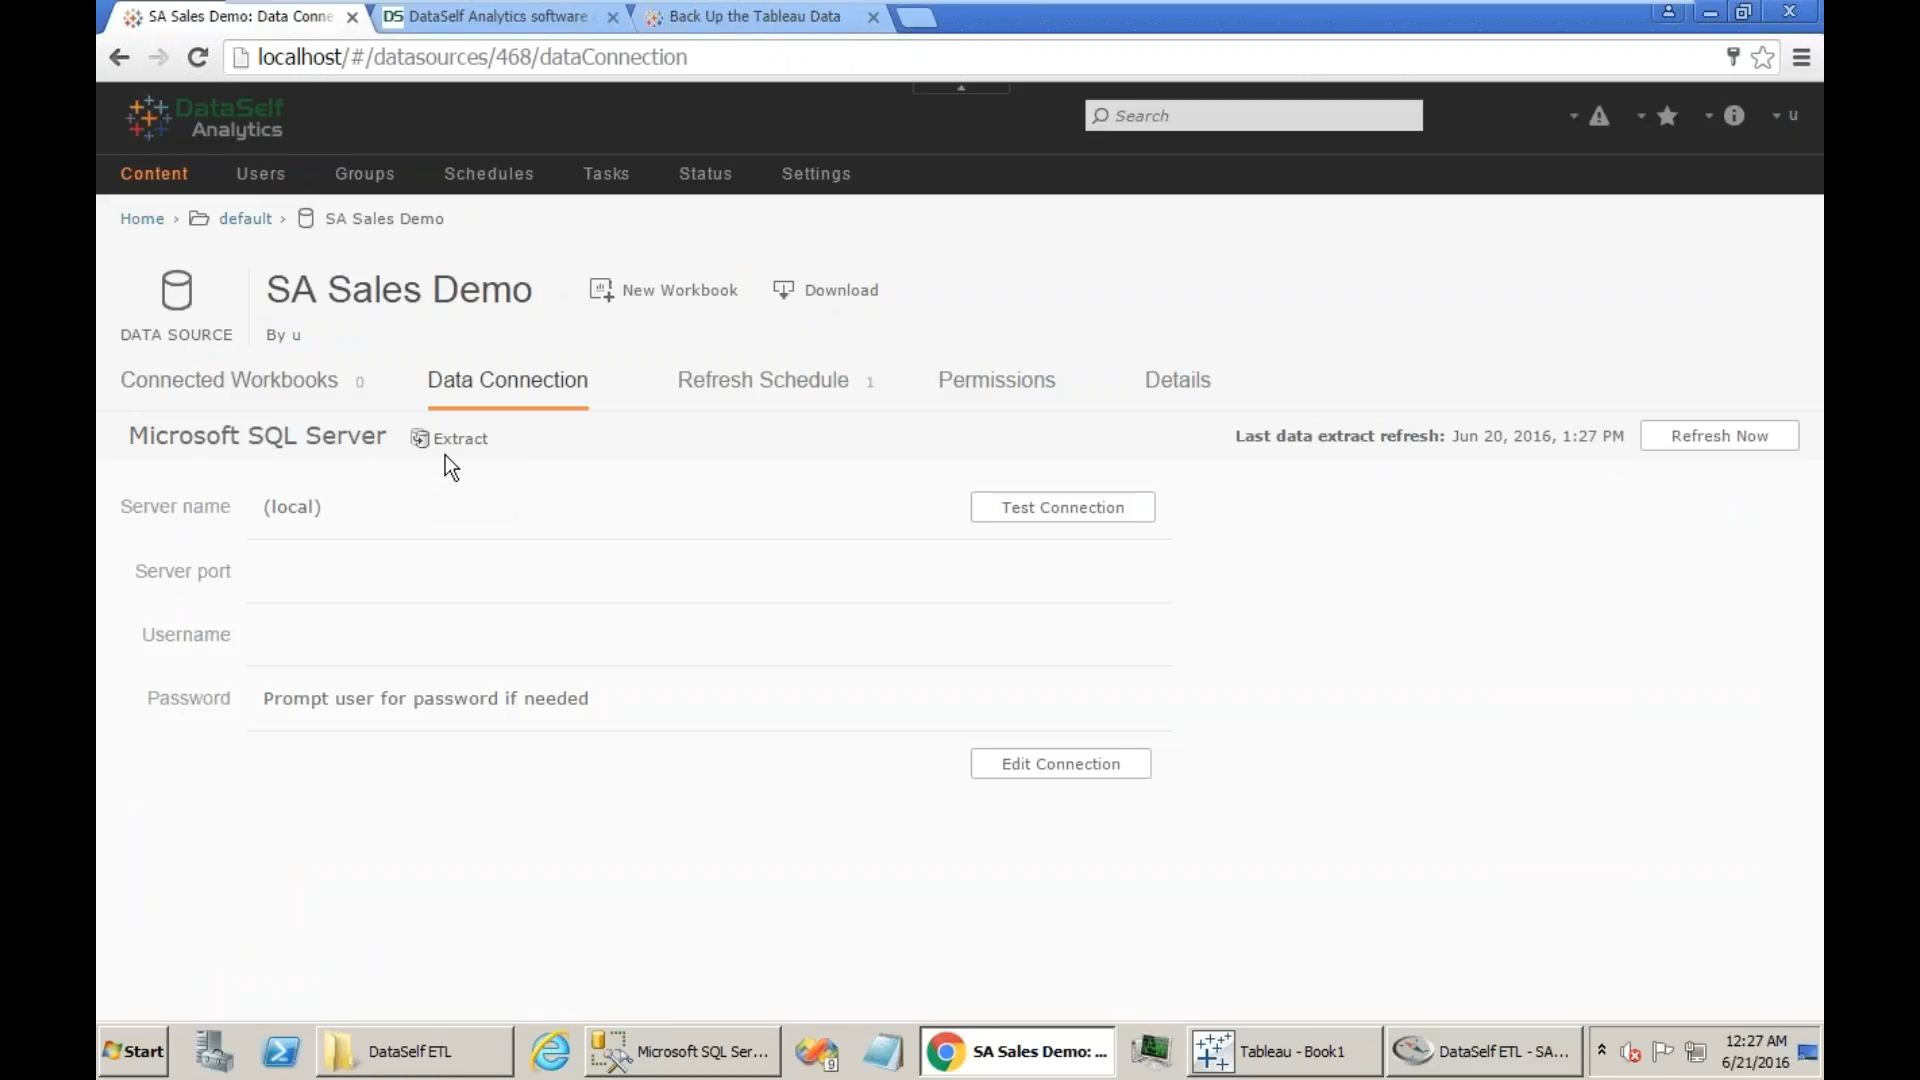 SA Sales Demo: Data Conne
DS DataSelf Analytics software
Back Up the Tableau Data
localhost/#/datasources/468/dataConnection
DataSelf
Analytics
Search
u
Content Users Groups Schedules Tasks Status Settings
Home › default › SA Sales Demo
SA Sales Demo
New Workbook
Download
DATA SOURCE
By u
Connected Workbooks 0
Data Connection
Refresh Schedule 1
Permissions
Details
Microsoft SQL Server
Extract
Last data extract refresh: Jun 20, 2016, 1:27 PM
Refresh Now
Server name (local)
Test Connection
Server port
Username
Password Prompt user for password if needed
Edit Connection
Start
DataSelf ETL
Microsoft SQL Ser...
9
SA Sales Demo: ...
Tableau - Book1
DataSelf ETL - SA...
12:27 AM
6/21/2016